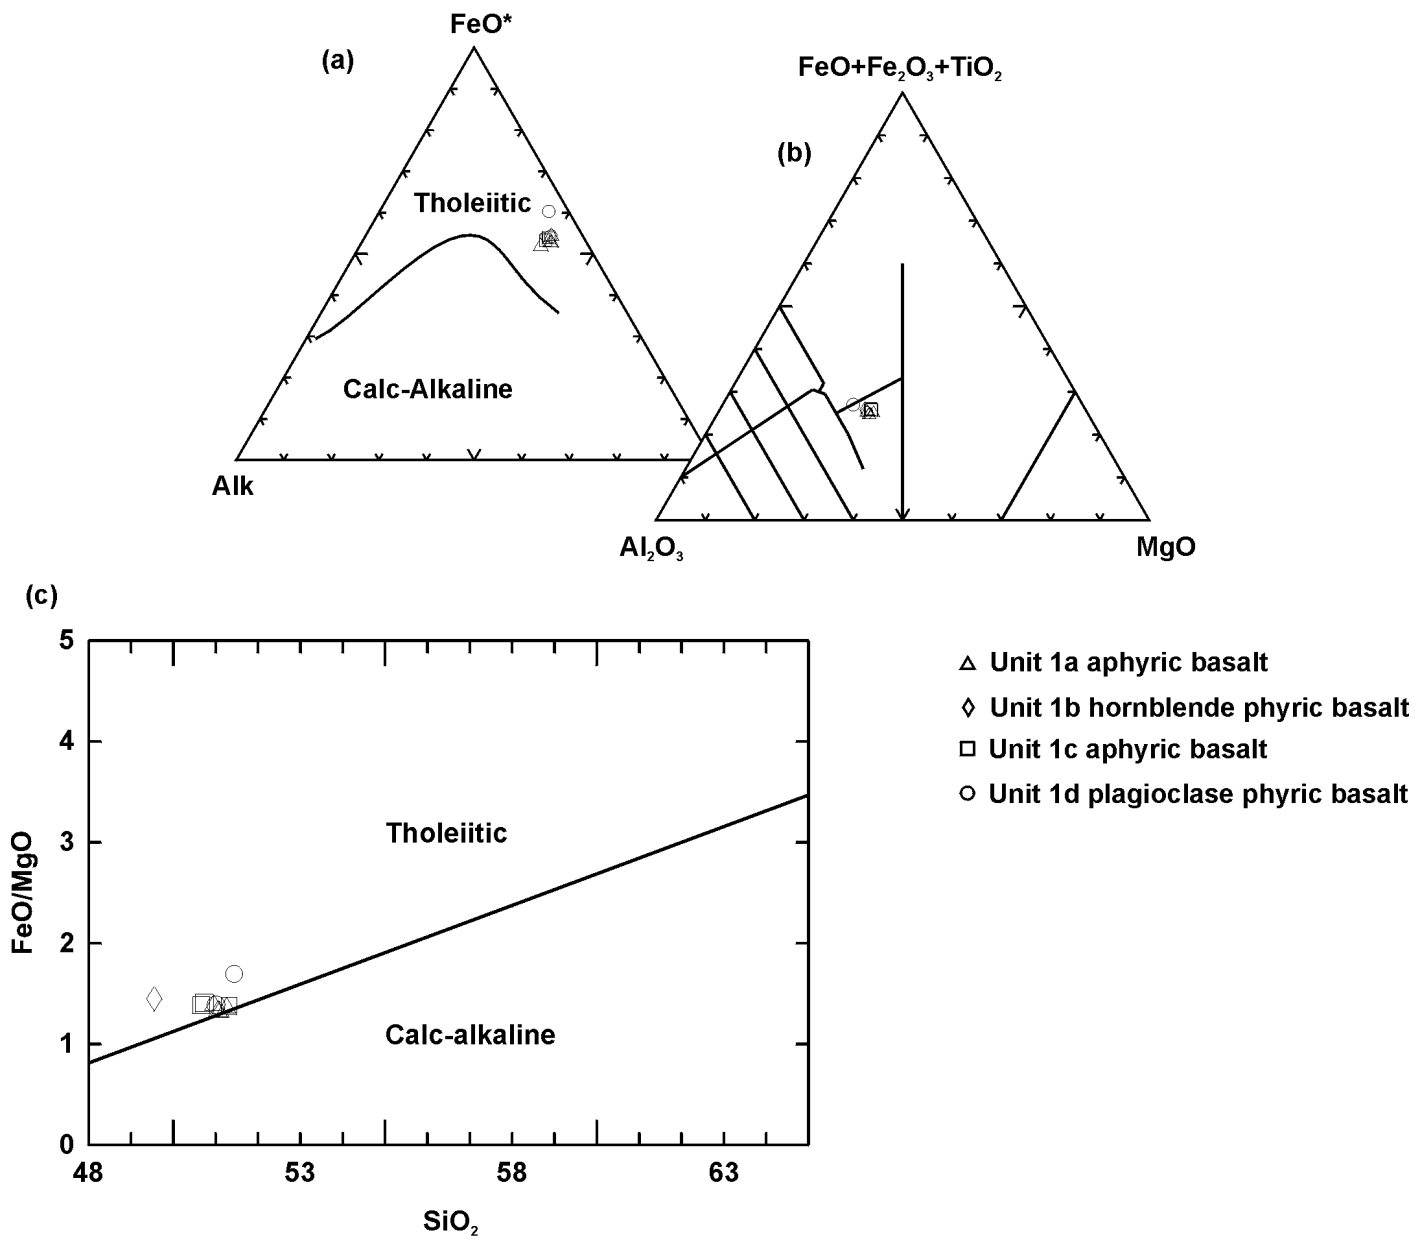 (a)
FeO*
Tholeiitic
Calc-Alkaline
Alk
(b)
FeO+Fe₂O₃+TiO₂
Al₂O₃
MgO
(c)
5
4
3
2
1
0
FeO/MgO
Tholeiitic
Calc-alkaline
48 53 58 63
SiO₂
Unit 1a aphyric basalt
Unit 1b hornblende phyric basalt
Unit 1c aphyric basalt
Unit 1d plagioclase phyric basalt